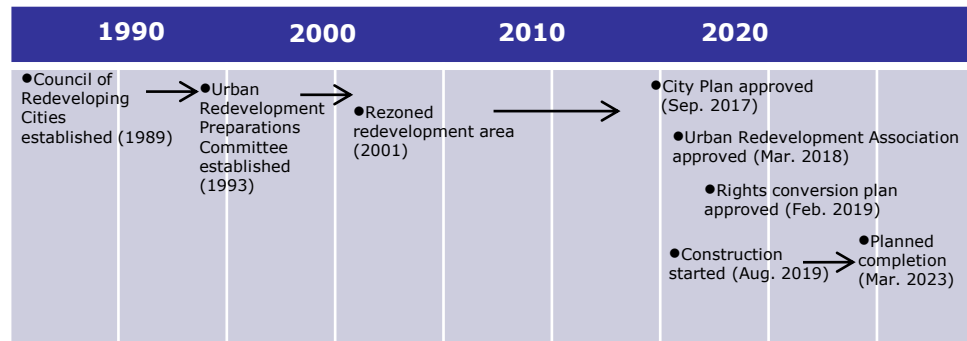 1990 2000 2010 2020
●Council of
Redeveloping
Cities
established (1989)
●Urban
Redevelopment
Preparations
Committee
established
(1993)
●Rezoned
redevelopment area
(2001)
●City Plan approved
(Sep. 2017)
●Urban Redevelopment Association
approved (Mar. 2018)
●Rights conversion plan
approved (Feb. 2019)
●Construction
started (Aug. 2019)
●Planned
completion
(Mar. 2023)